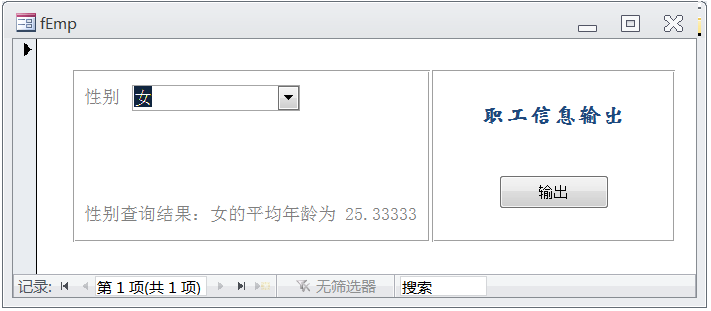 fEmp
性别 女
职工信息输出
输出
性别查询结果：女的平均年龄为 25.33333
记录: 第 1 项(共 1 项) 无筛选器 搜索